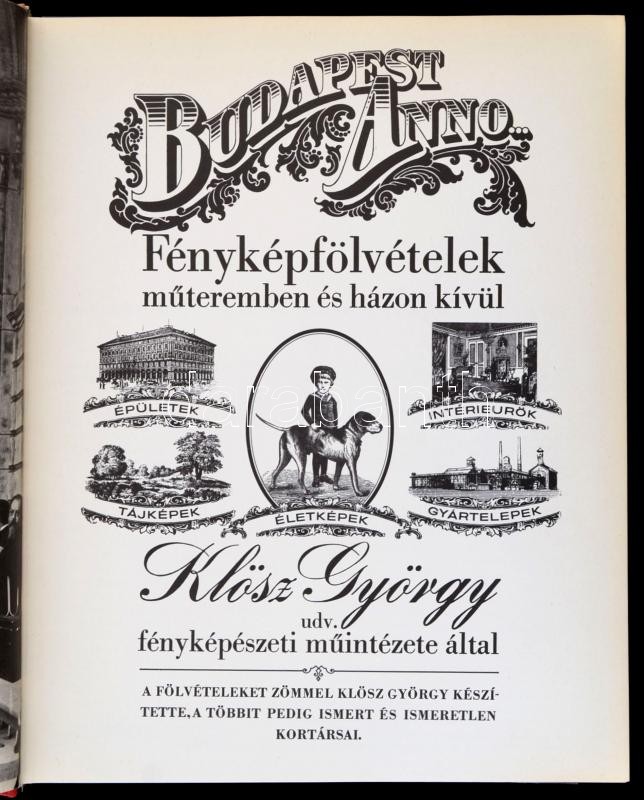 BUDAPEST
ANNO...
Fényképfölvételek
műteremben és házon kívül
ÉPÜLETEK
INTÉRIEURÖK
TÁJKÉPEK
ÉLETKÉPEK
GYÁRTELEPEK
Klösz György
udv.
fényképészeti műintézete által
A FÖLVÉTELEKET ZÖMMEL KLÖSZ GYÖRGY KÉSZÍ-
TETTE, A TÖBBIT PEDIG ISMERT ÉS ISMERETLEN
KORTÁRSAI.
darabanth